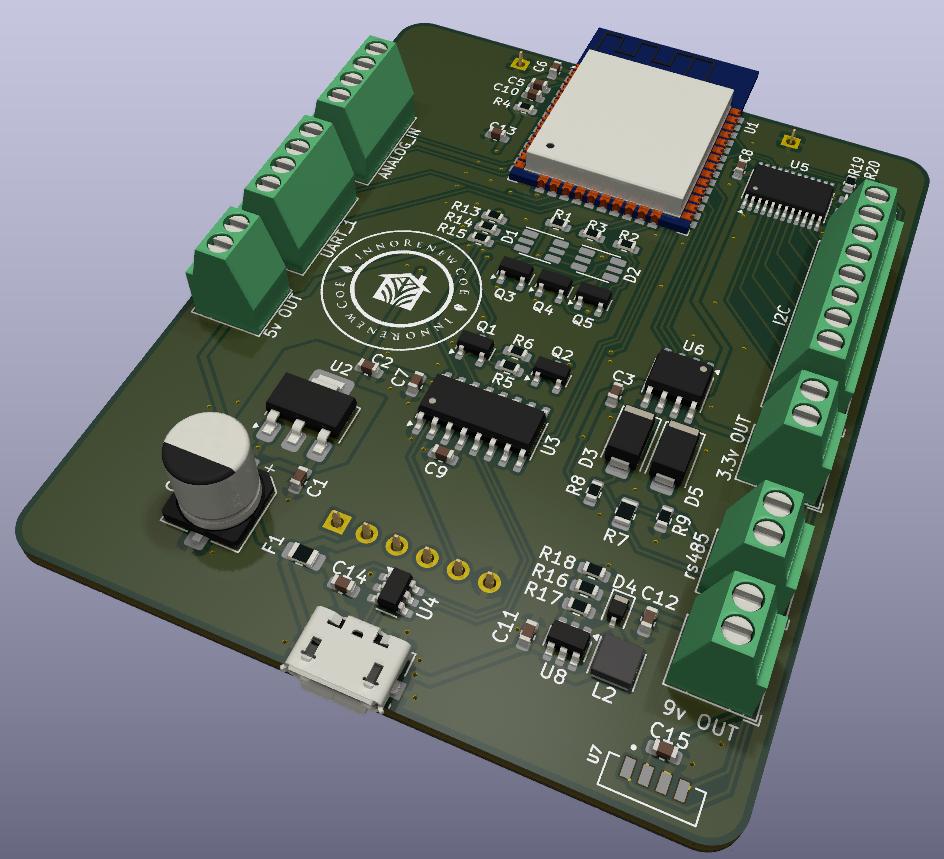 C6
C5
C10
R4
C13
U1
C8
U5
R19
R20
ANALOG_IN
UART_1
5v OUT
INNORENEW COE
INNORENEW COE
R13
R14
R15
R1
R3
R2
D1
D2
Q3
Q4
Q5
I2C
Q1
R6
Q2
R5
U6
U2
C2
C7
C3
U3
C9
3.3v OUT
D3
D5
C1
+
R8
R7
R9
rs485
F1
C14
U4
R18
R16
R17
D4
C12
C11
U8
L2
9v OUT
C15
U7